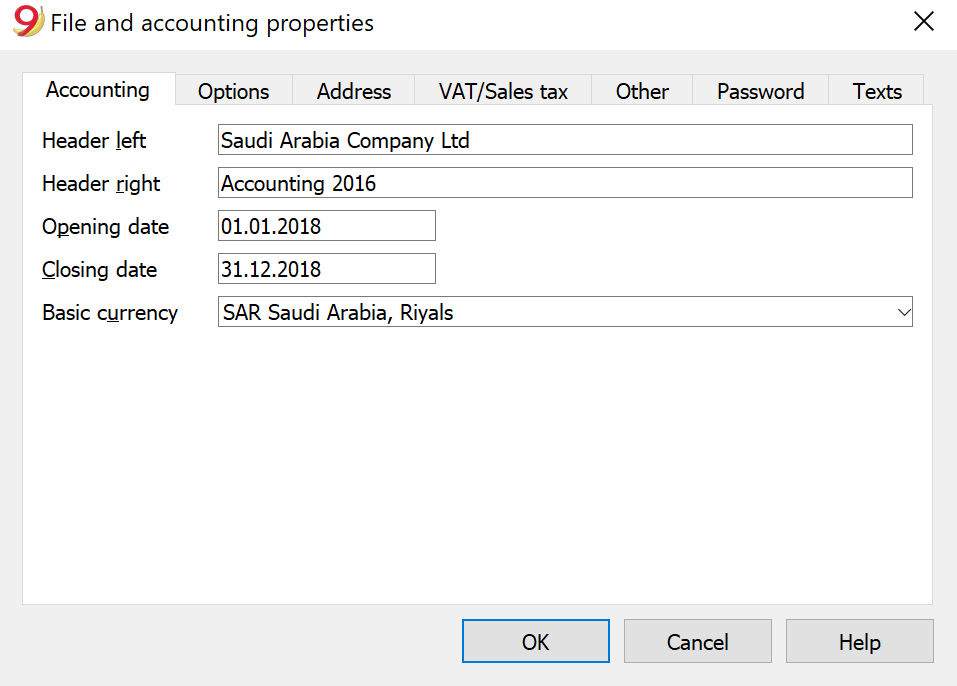 9 File and accounting properties
Accounting Options Address VAT/Sales tax Other Password Texts
Header left Saudi Arabia Company Ltd
Header right Accounting 2016
Opening date 01.01.2018
Closing date 31.12.2018
Basic currency SAR Saudi Arabia, Riyals
OK Cancel Help